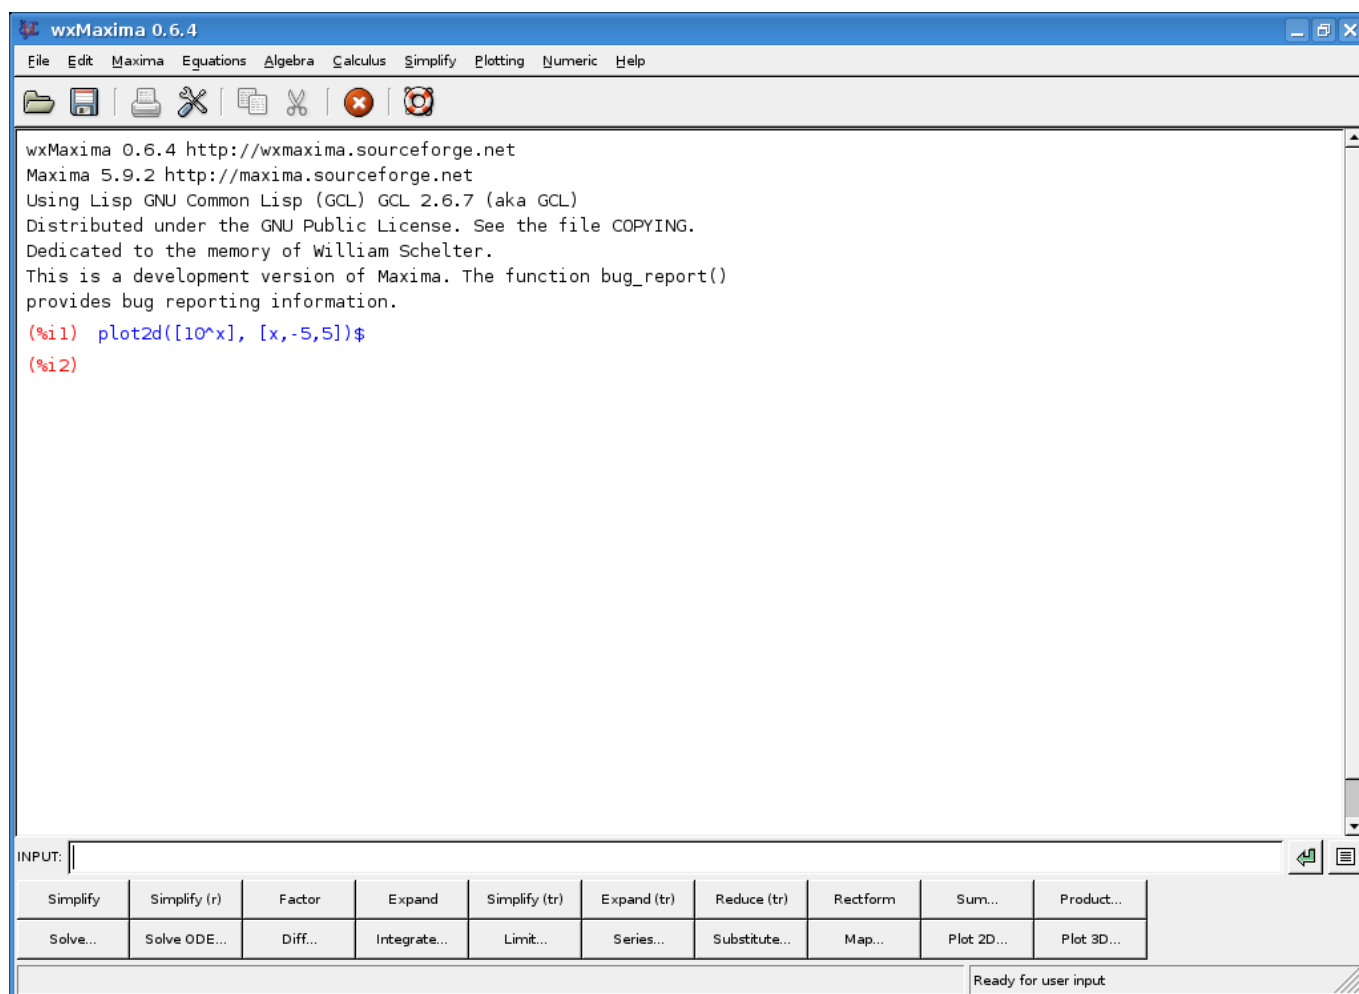 wxMaxima 0.6.4
File Edit Maxima Equations Algebra Calculus Simplify Plotting Numeric Help
wxMaxima 0.6.4 http://wxmaxima.sourceforge.net
Maxima 5.9.2 http://maxima.sourceforge.net
Using Lisp GNU Common Lisp (GCL) GCL 2.6.7 (aka GCL)
Distributed under the GNU Public License. See the file COPYING.
Dedicated to the memory of William Schelter.
This is a development version of Maxima. The function bug_report()
provides bug reporting information.
(%i1) plot2d([10^x], [x,-5,5])$
(%i2)
INPUT:
Simplify Simplify (r) Factor Expand Simplify (tr) Expand (tr) Reduce (tr) Rectform Sum... Product...
Solve... Solve ODE... Diff... Integrate... Limit... Series... Substitute... Map... Plot 2D... Plot 3D...
Ready for user input